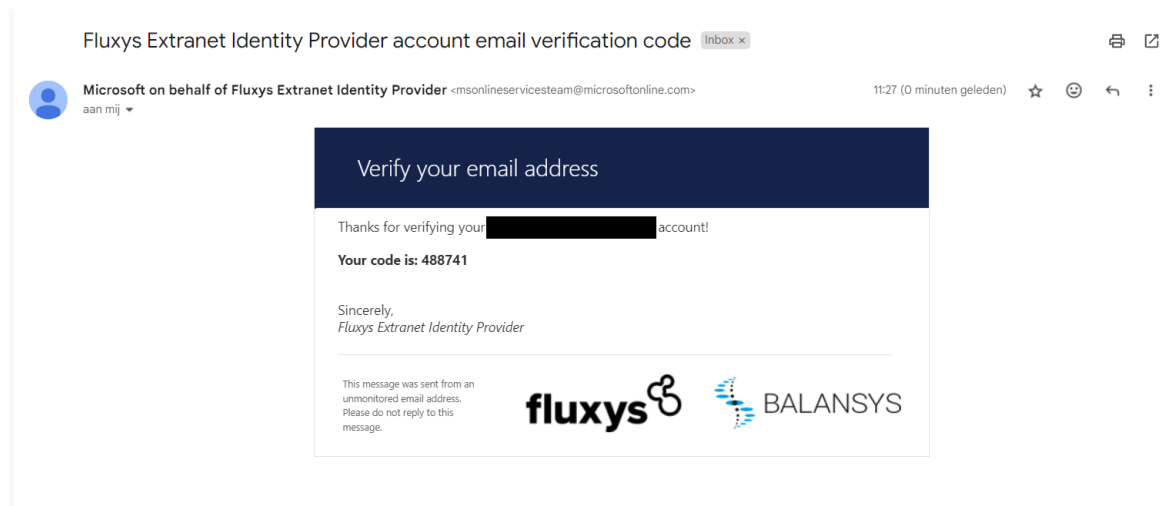 Fluxys Extranet Identity Provider account email verification code Inbox ×
Microsoft on behalf of Fluxys Extranet Identity Provider <msonlineservicesteam@microsoftonline.com> 11:27 (0 minuten geleden)
aan mij
Verify your email address
Thanks for verifying your account!
Your code is: 488741
Sincerely,
Fluxys Extranet Identity Provider
This message was sent from an
unmonitored email address.
Please do not reply to this
message.
fluxys
BALANSYS